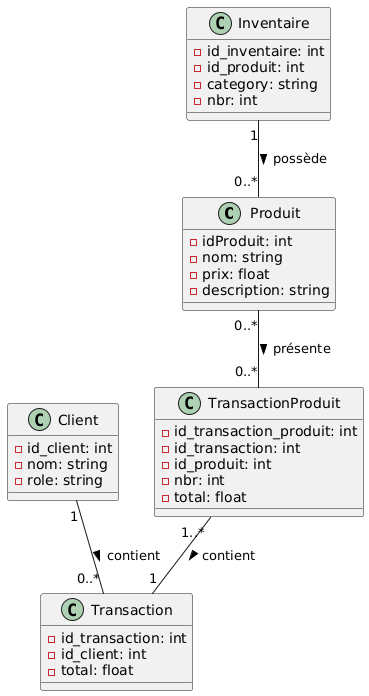 C Inventaire
id_inventaire: int
id_produit: int
category: string
nbr: int
1
possède
0..*
C Produit
idProduit: int
nom: string
prix: float
description: string
0..*
présente
0..*
C TransactionProduit
id_transaction_produit: int
id_transaction: int
id_produit: int
nbr: int
total: float
C Client
id_client: int
nom: string
role: string
1
contient
0..*
1..*
contient
1
C Transaction
id_transaction: int
id_client: int
total: float